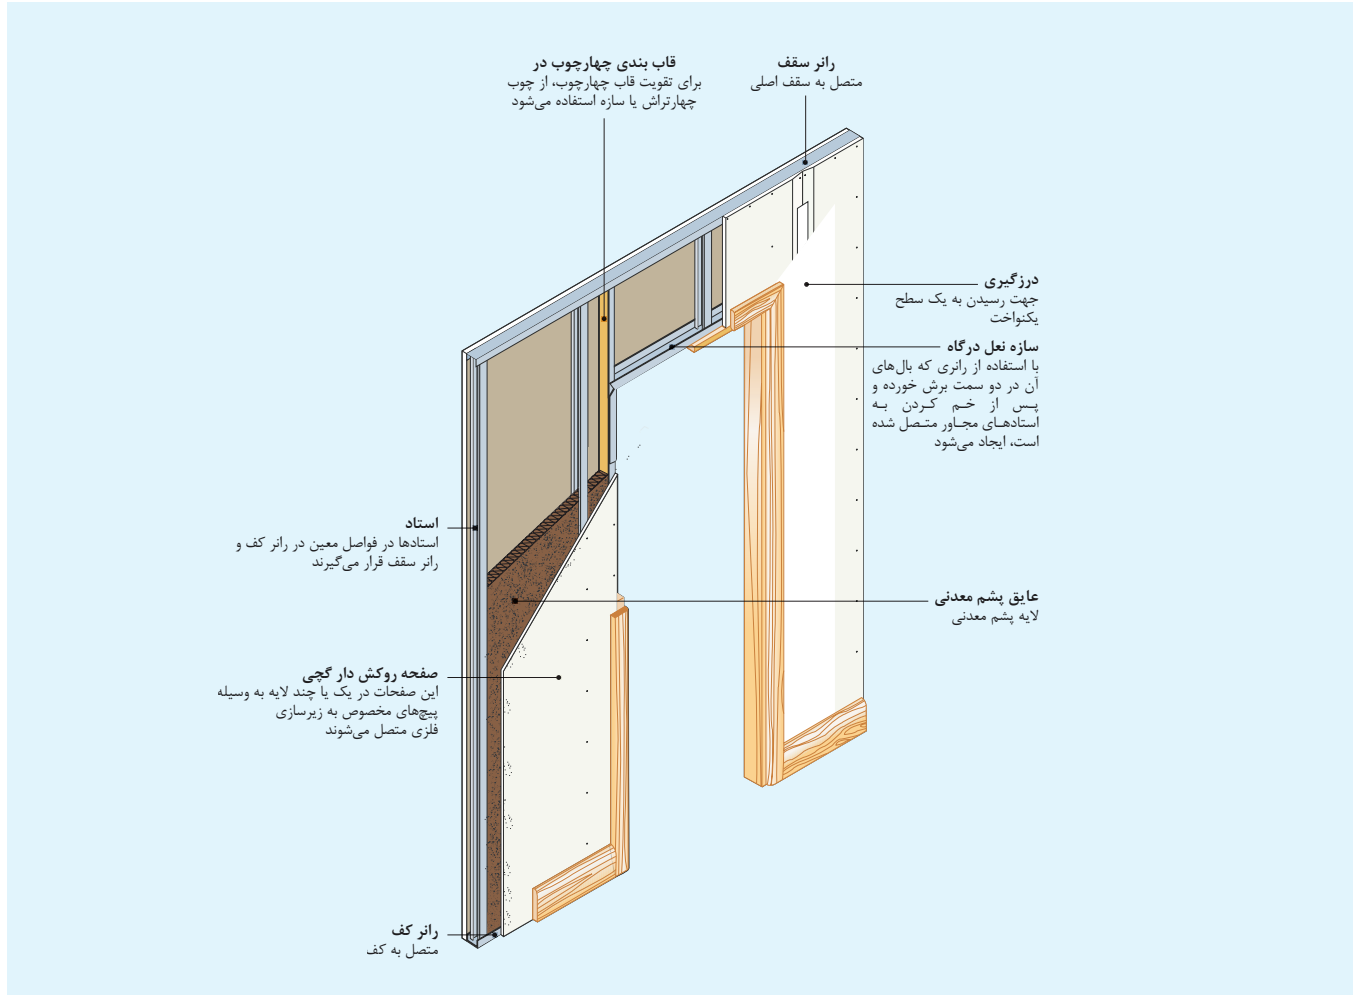 رانر سقف
متصل به سقف اصلی
قاب بندی چهارچوب در
برای تقویت قاب چهارچوب، از چوب
چهارتراش یا سازه استفاده می‌شود
درزگیری
جهت رسیدن به یک سطح
یکنواخت
سازه نعل درگاه
با استفاده از رانری که بال‌های
آن در دو سمت برش خورده و
پس از خم کردن به
استادهای مجاور متصل شده
است، ایجاد می‌شود
استاد
استادها در فواصل معین در رانر کف و
رانر سقف قرار می‌گیرند
عایق پشم معدنی
لایه پشم معدنی
صفحه روکش دار گچی
این صفحات در یک یا چند لایه به وسیله
پیچ‌های مخصوص به زیرسازی
فلزی متصل می‌شوند
رانر کف
متصل به کف